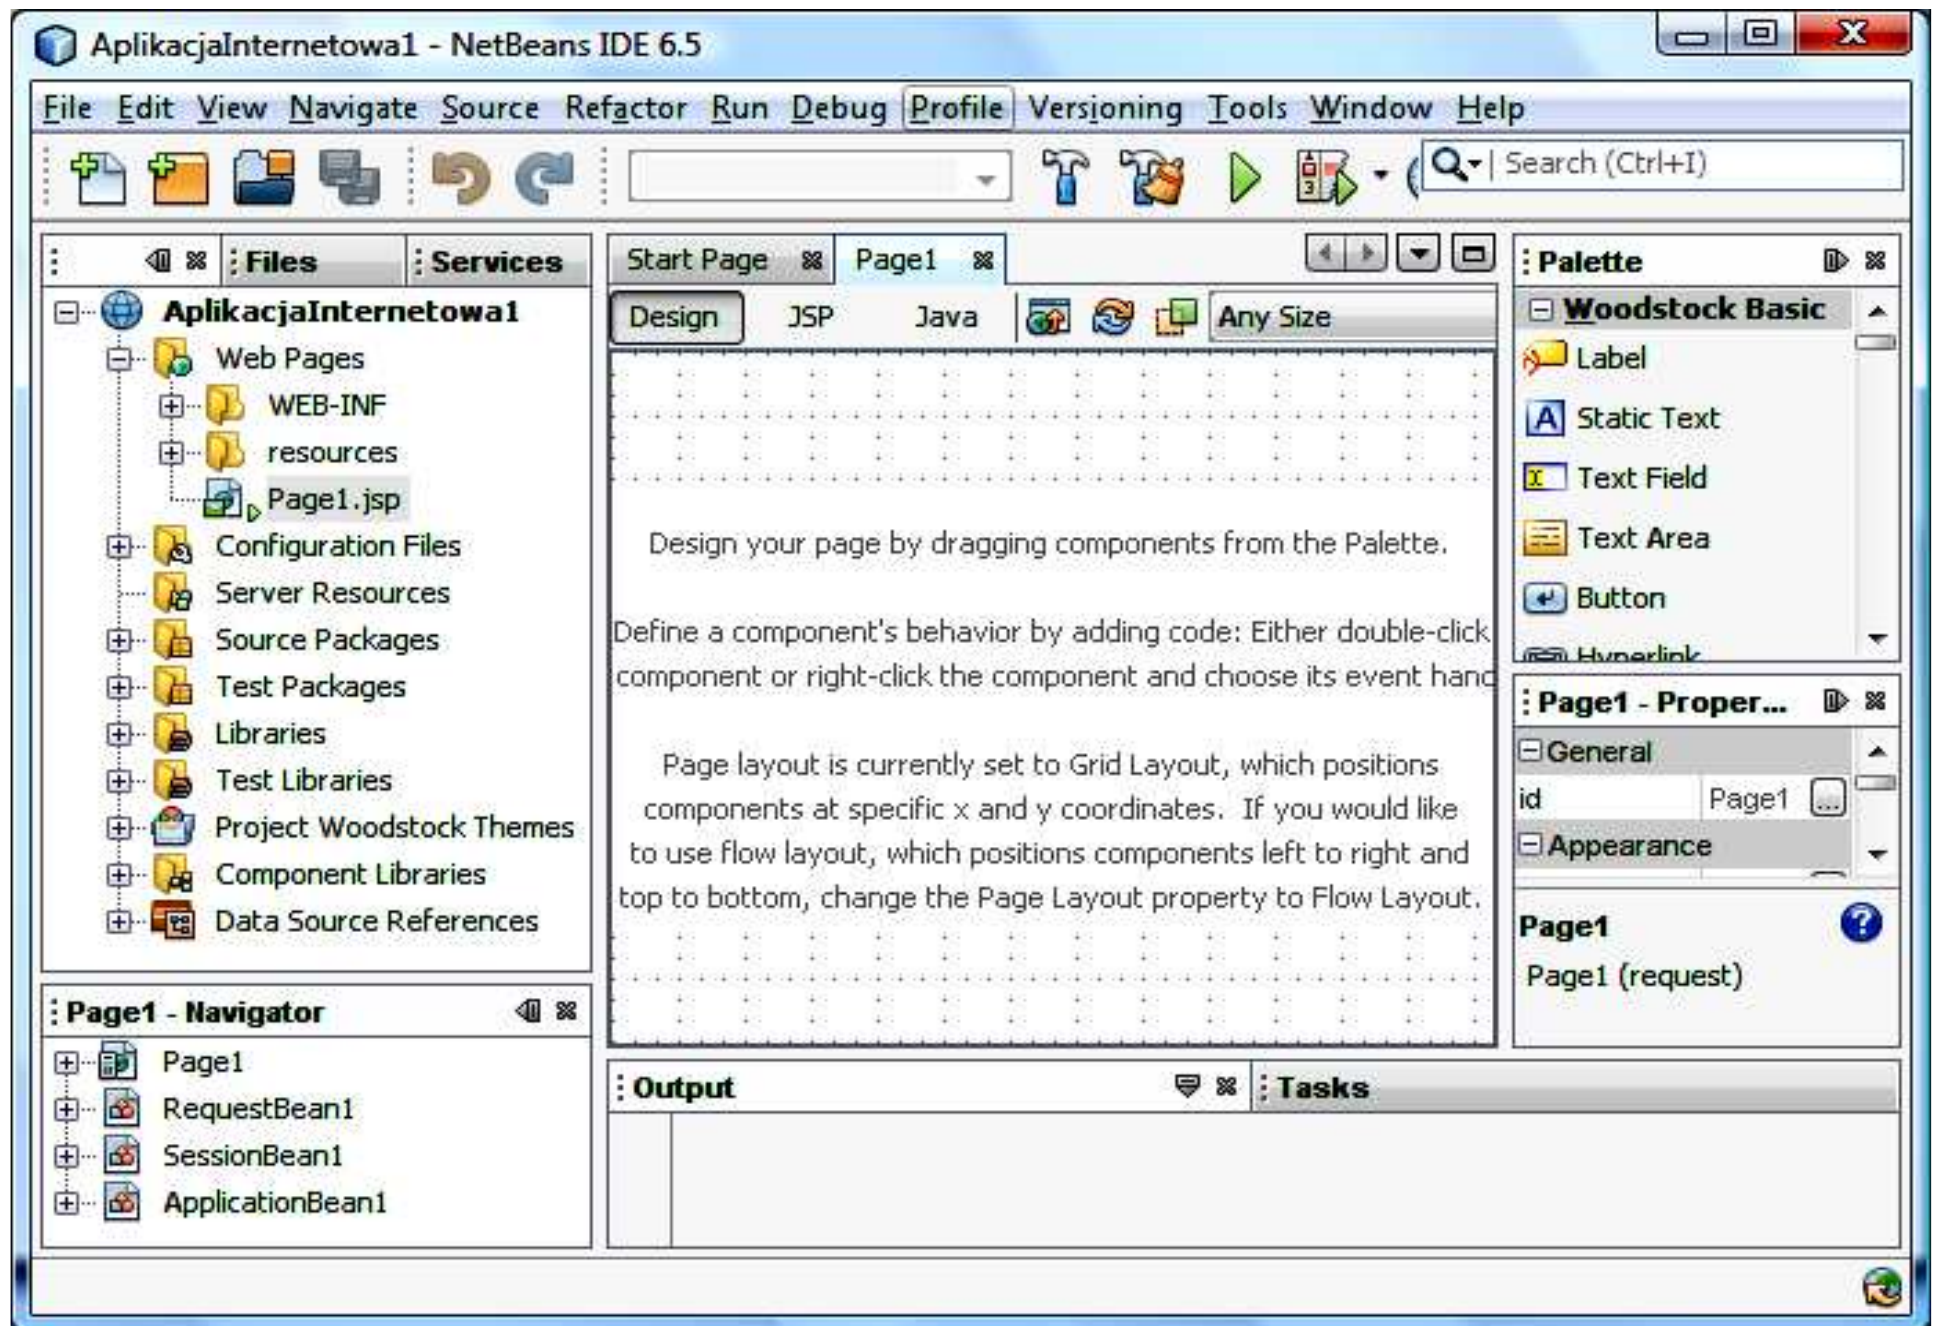 AplikacjaInternetowa1 - NetBeans IDE 6.5
File Edit View Navigate Source Refactor Run Debug Profile Versioning Tools Window Help
Search (Ctrl+I)
Files Services
AplikacjaInternetowa1
Web Pages
WEB-INF
resources
Page1.jsp
Configuration Files
Server Resources
Source Packages
Test Packages
Libraries
Test Libraries
Project Woodstock Themes
Component Libraries
Data Source References
Page1 - Navigator
Page1
RequestBean1
SessionBean1
ApplicationBean1
Start Page Page1
Design JSP Java Any Size
Design your page by dragging components from the Palette.
Define a component's behavior by adding code: Either double-click
component or right-click the component and choose its event hand
Page layout is currently set to Grid Layout, which positions
components at specific x and y coordinates. If you would like
to use flow layout, which positions components left to right and
top to bottom, change the Page Layout property to Flow Layout.
Output Tasks
Palette
Woodstock Basic
Label
Static Text
Text Field
Text Area
Button
Hyperlink
Page1 - Proper...
General
id Page1 ...
Appearance
Page1
Page1 (request)